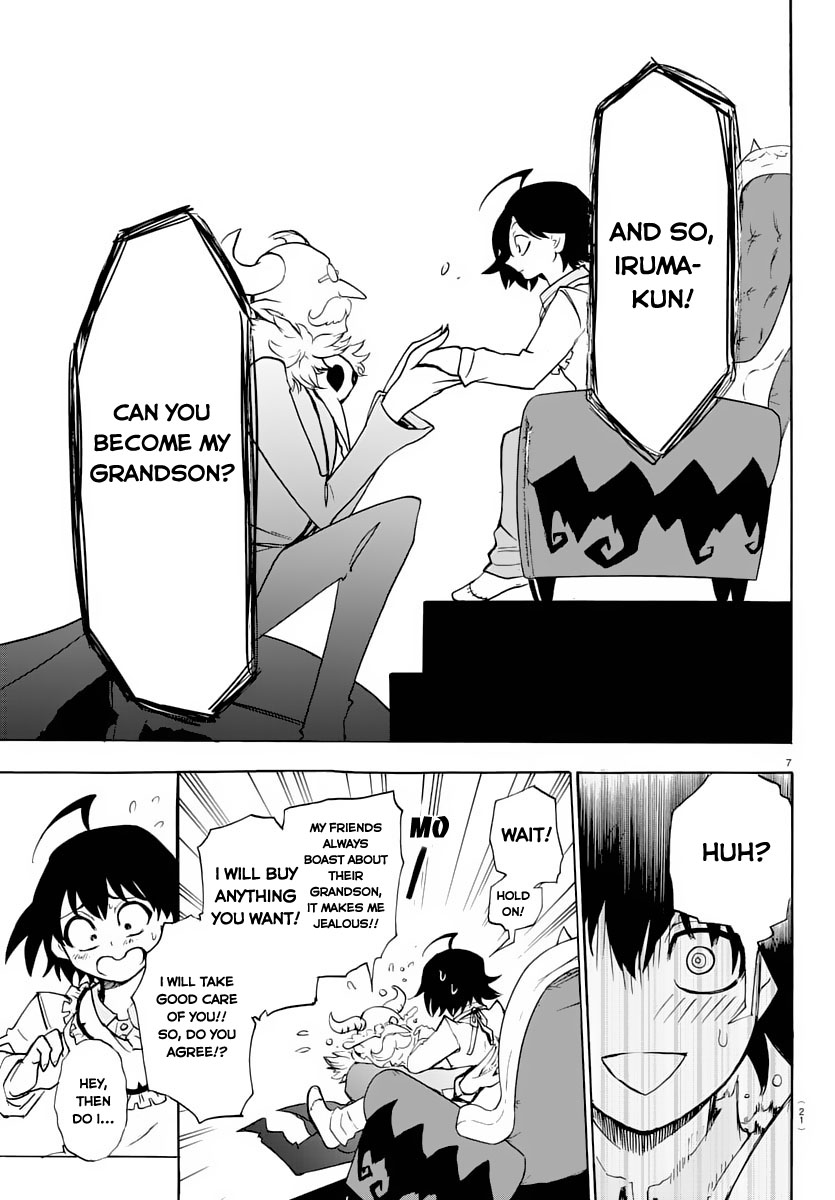 AND SO,
IRUMA-
KUN!
CAN YOU
BECOME MY
GRANDSON?
7
HUH?
WAIT!
HOLD
ON!
MO
MY FRIENDS
ALWAYS
BOAST ABOUT
THEIR
GRANDSON,
IT MAKES ME
JEALOUS!!
I WILL BUY
ANYTHING
YOU WANT!
I WILL TAKE
GOOD CARE
OF YOU!!
SO, DO YOU
AGREE!?
HEY,
THEN
DO I...
(21)